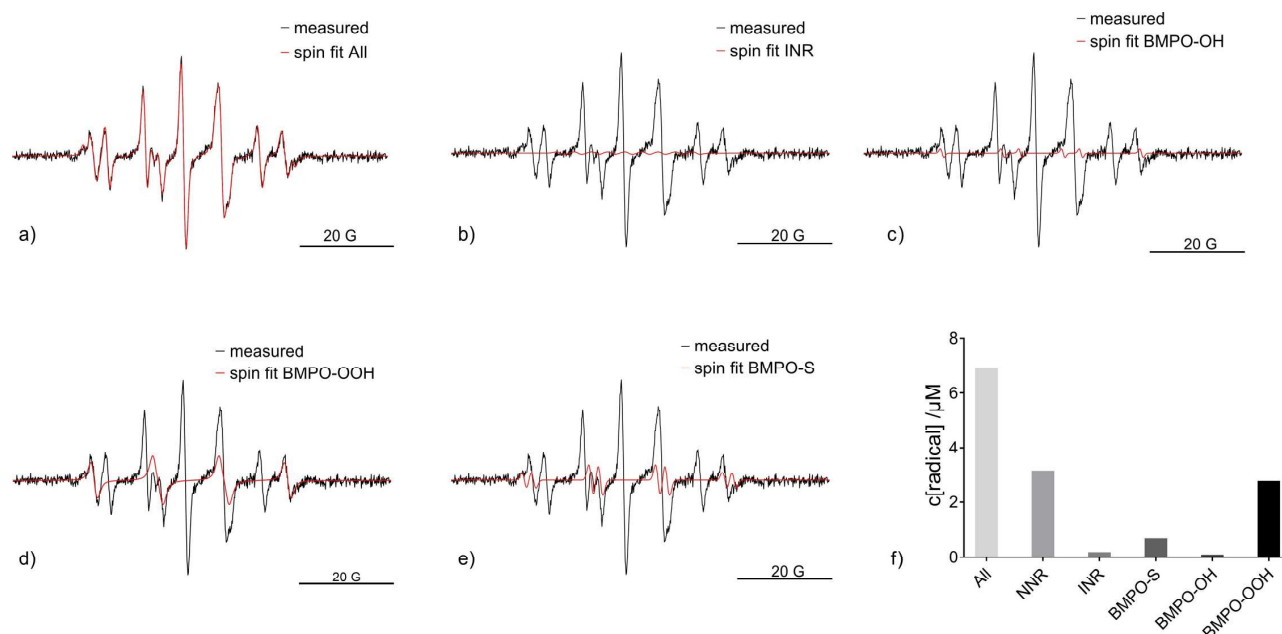 measured
spin fit All
20 G
a)
measured
spin fit INR
20 G
b)
measured
spin fit BMPO-OH
20 G
c)
measured
spin fit BMPO-OOH
20 G
d)
measured
spin fit BMPO-S
20 G
e)
c[radical] /μM
8
6
4
2
0
All
NNR
INR
BMPO-S
BMPO-OH
BMPO-OOH
f)